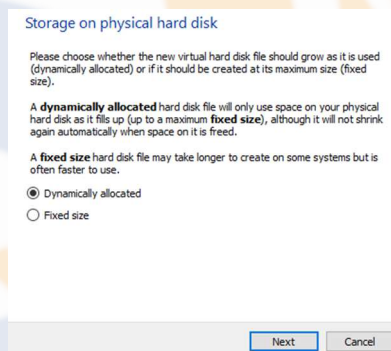 Storage on physical hard disk
Please choose whether the new virtual hard disk file should grow as it is used
(dynamically allocated) or if it should be created at its maximum size (fixed
size).
A dynamically allocated hard disk file will only use space on your physical
hard disk as it fills up (up to a maximum fixed size), although it will not shrink
again automatically when space on it is freed.
A fixed size hard disk file may take longer to create on some systems but is
often faster to use.
Dynamically allocated
Fixed size
Next Cancel